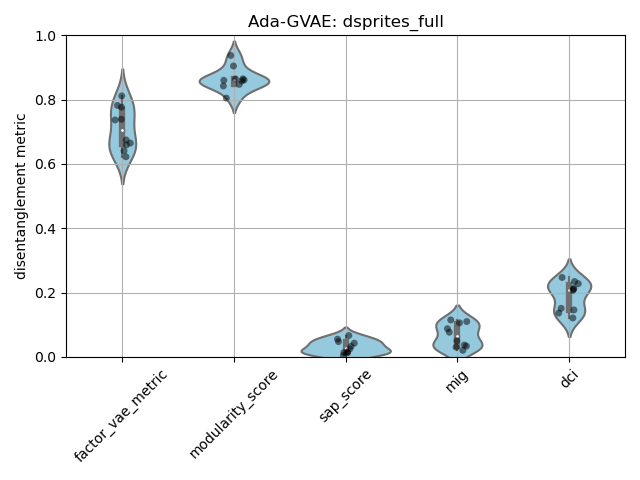 Ada-GVAE: dsprites_full
1.0
0.8
0.6
0.4
0.2
0.0
disentanglement metric
factor_vae_metric
modularity_score
sap_score
mig
dci